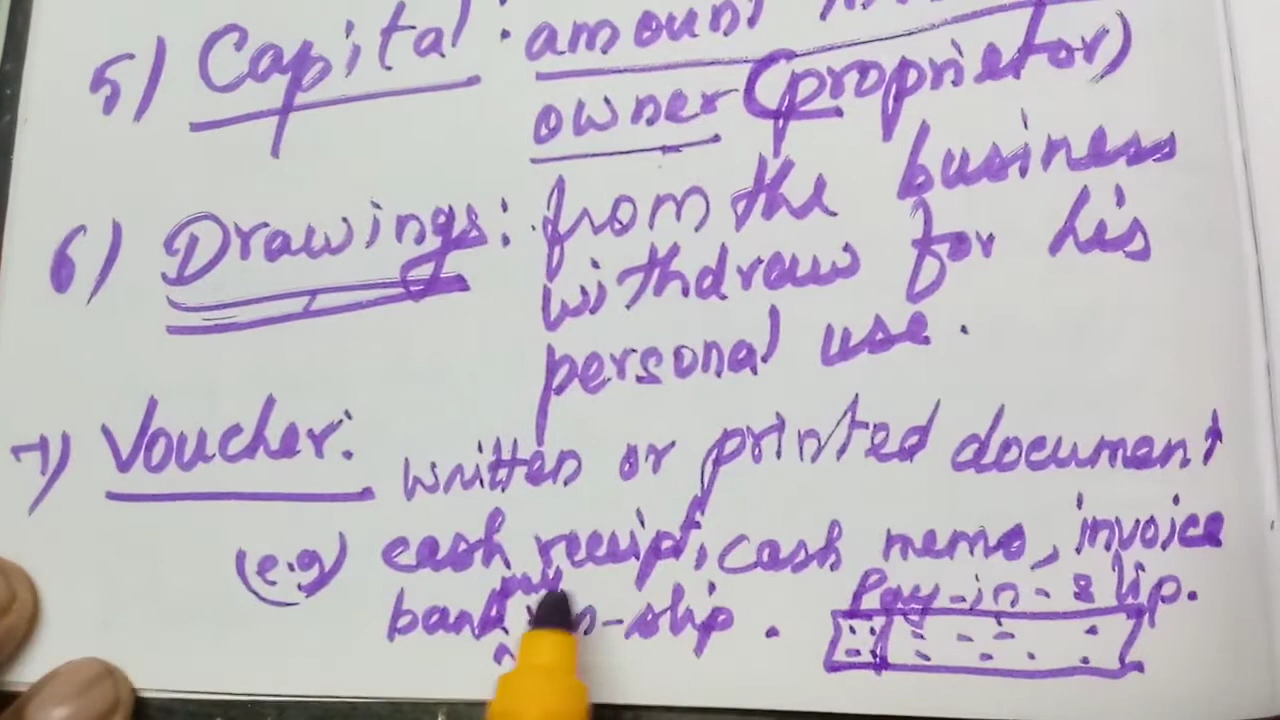 5) Capital : amount
owner (proprietor)
6) Drawings: from the business
withdraw for his
personal use.
7) Voucher: written or printed document
(e.g) cash receipt, cash memo, invoice
Pay-in-slip.
bank in-slip.